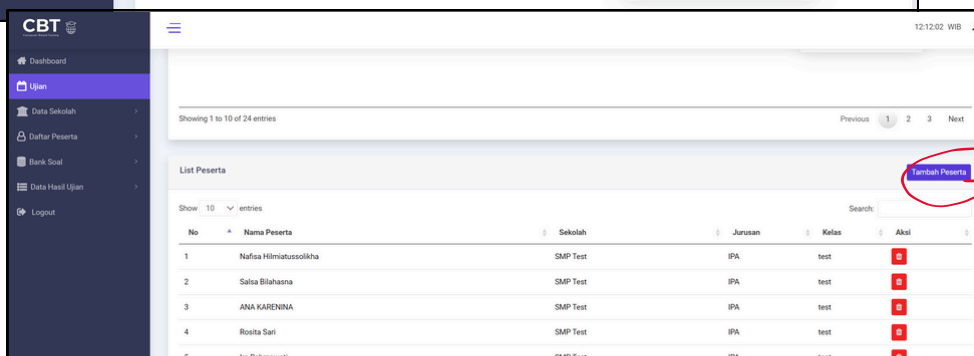 CBT
12:12:02 WIB
Dashboard
Ujian
Data Sekolah
Daftar Peserta
Bank Soal
Data Hasil Ujian
Logout
Showing 1 to 10 of 24 entries
Previous 1 2 3 Next
List Peserta
Tambah Peserta
Show 10 entries
Search:
No Nama Peserta Sekolah Jurusan Kelas Aksi
1 Nafisa Hilmiatussolikha SMP Test IPA test
2 Salsa Bilahasna SMP Test IPA test
3 ANA KARENINA SMP Test IPA test
4 Rosita Sari SMP Test IPA test